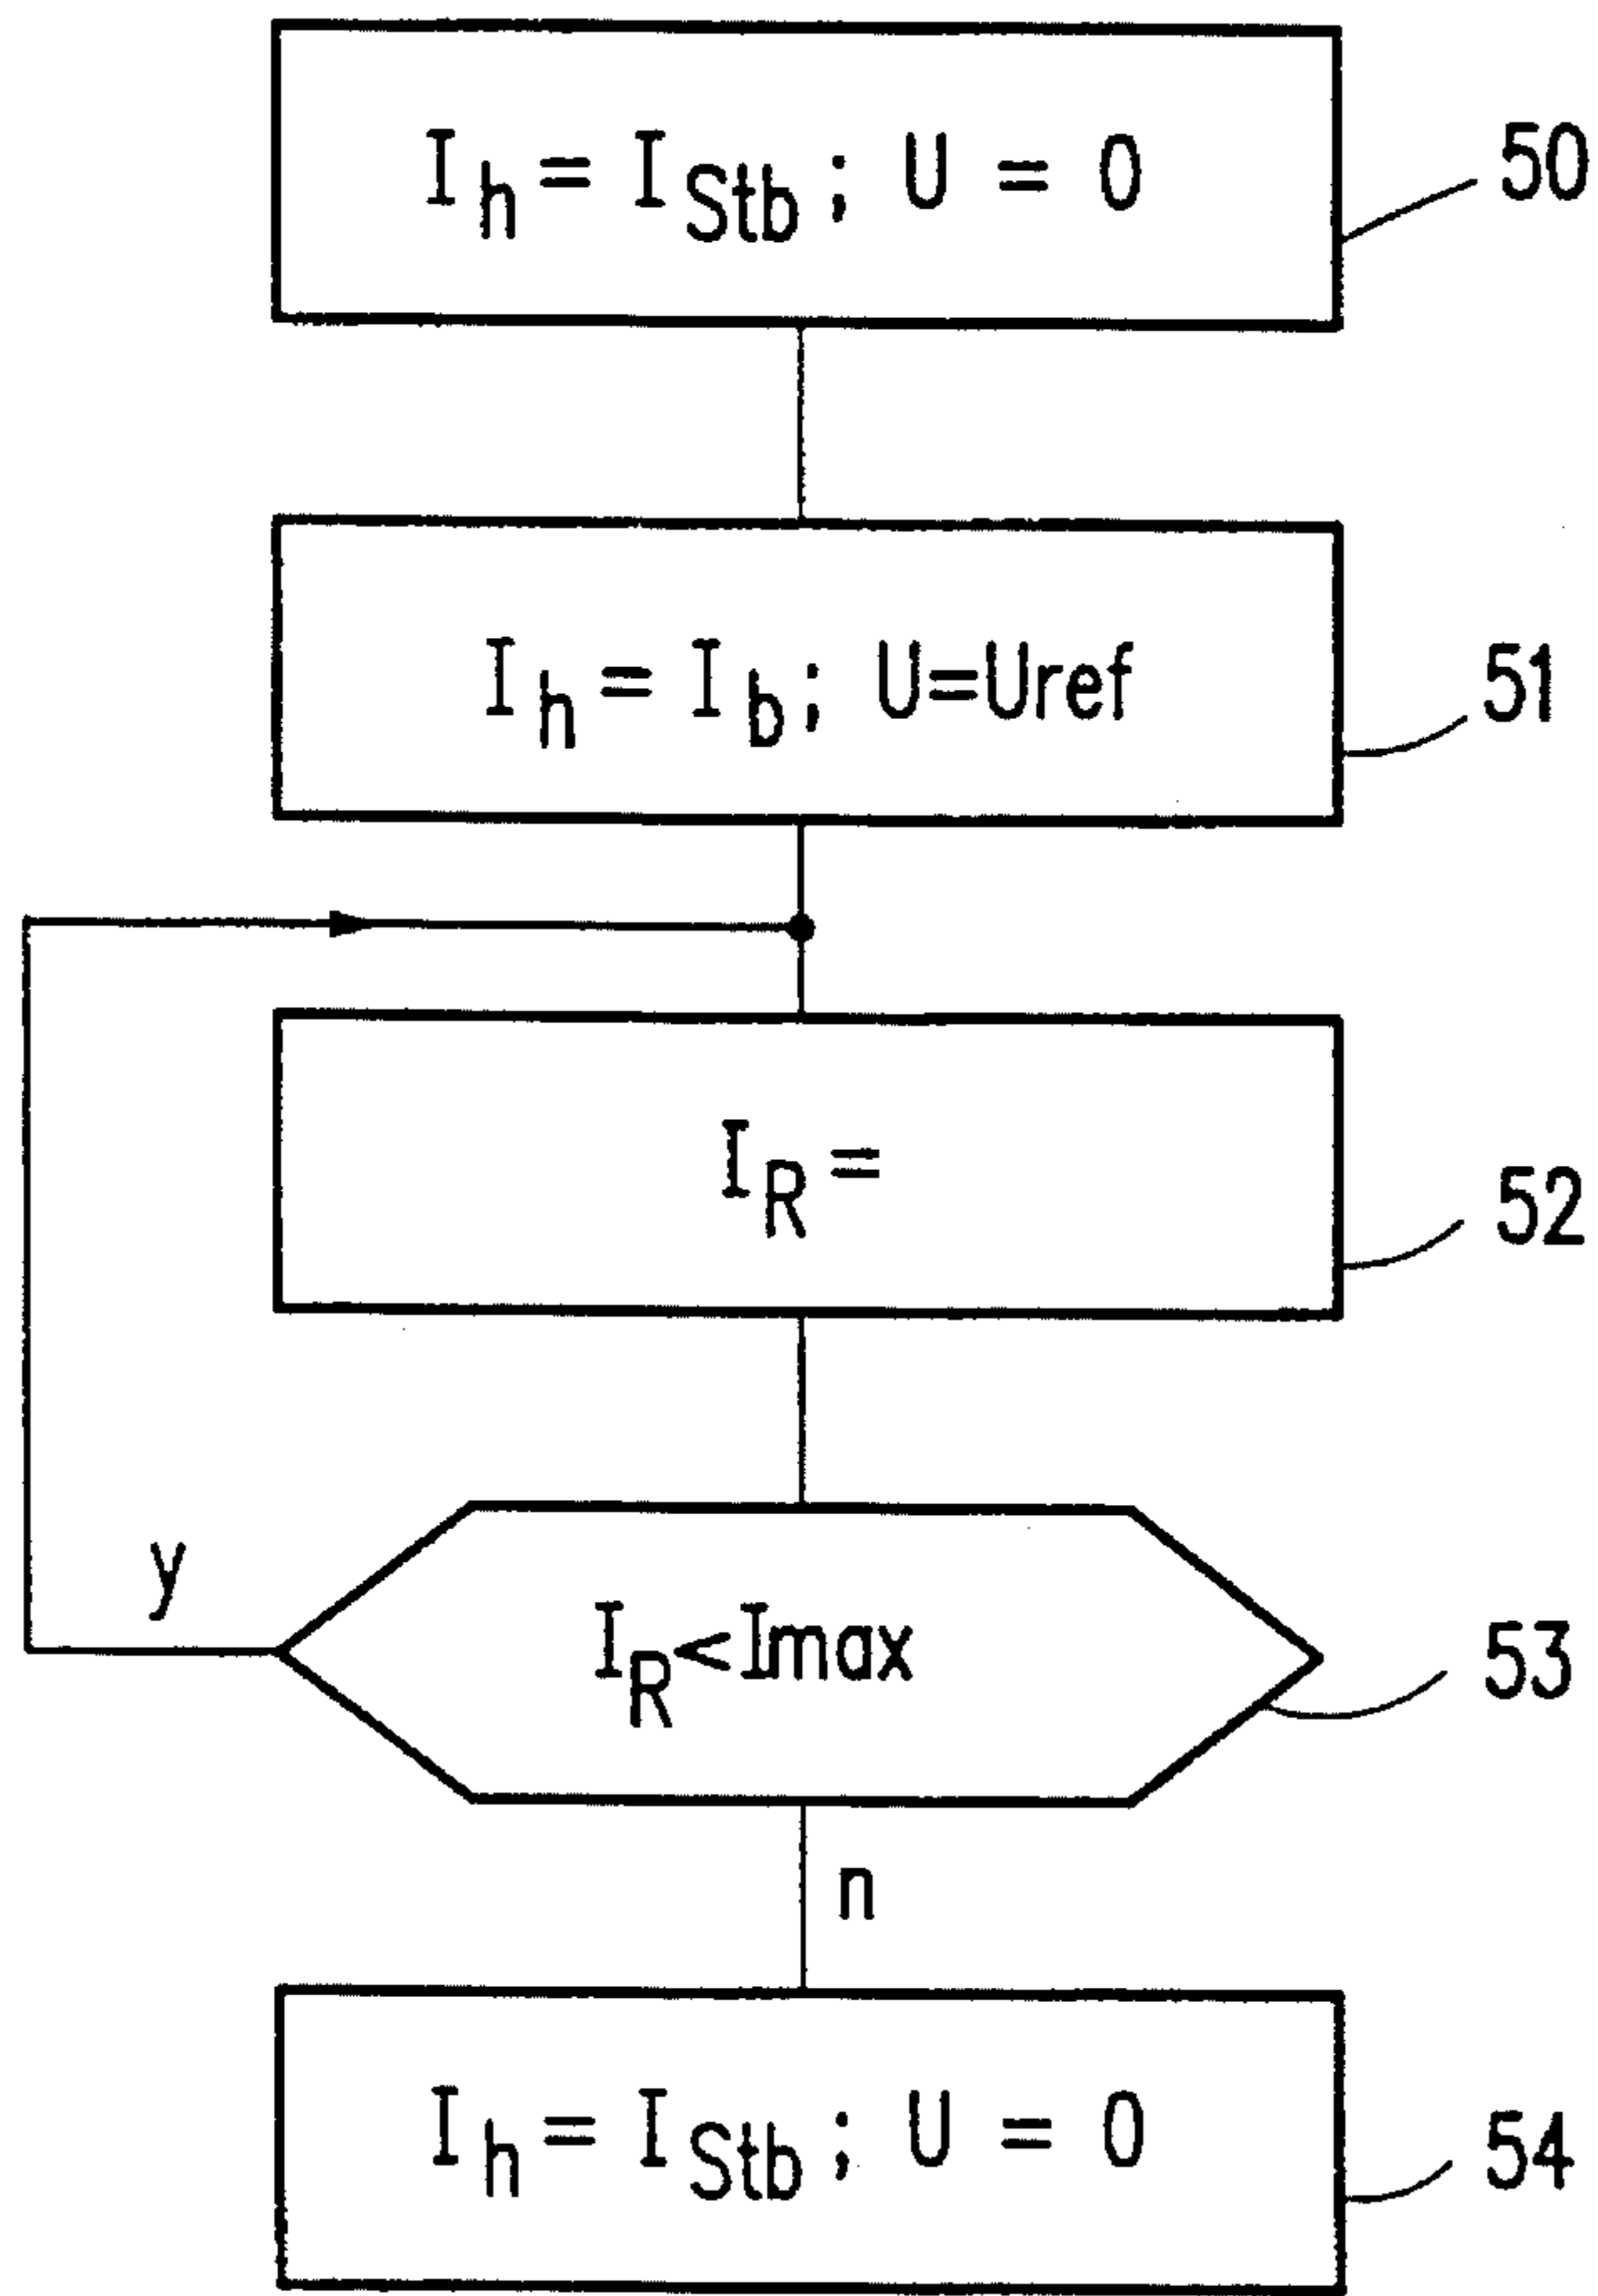 I_h = I_Stb; U = 0
50
I_h = I_b; U=Uref
51
I_R =
52
y
I_R<Imax
53
n
I_h = I_Stb; U = 0
54